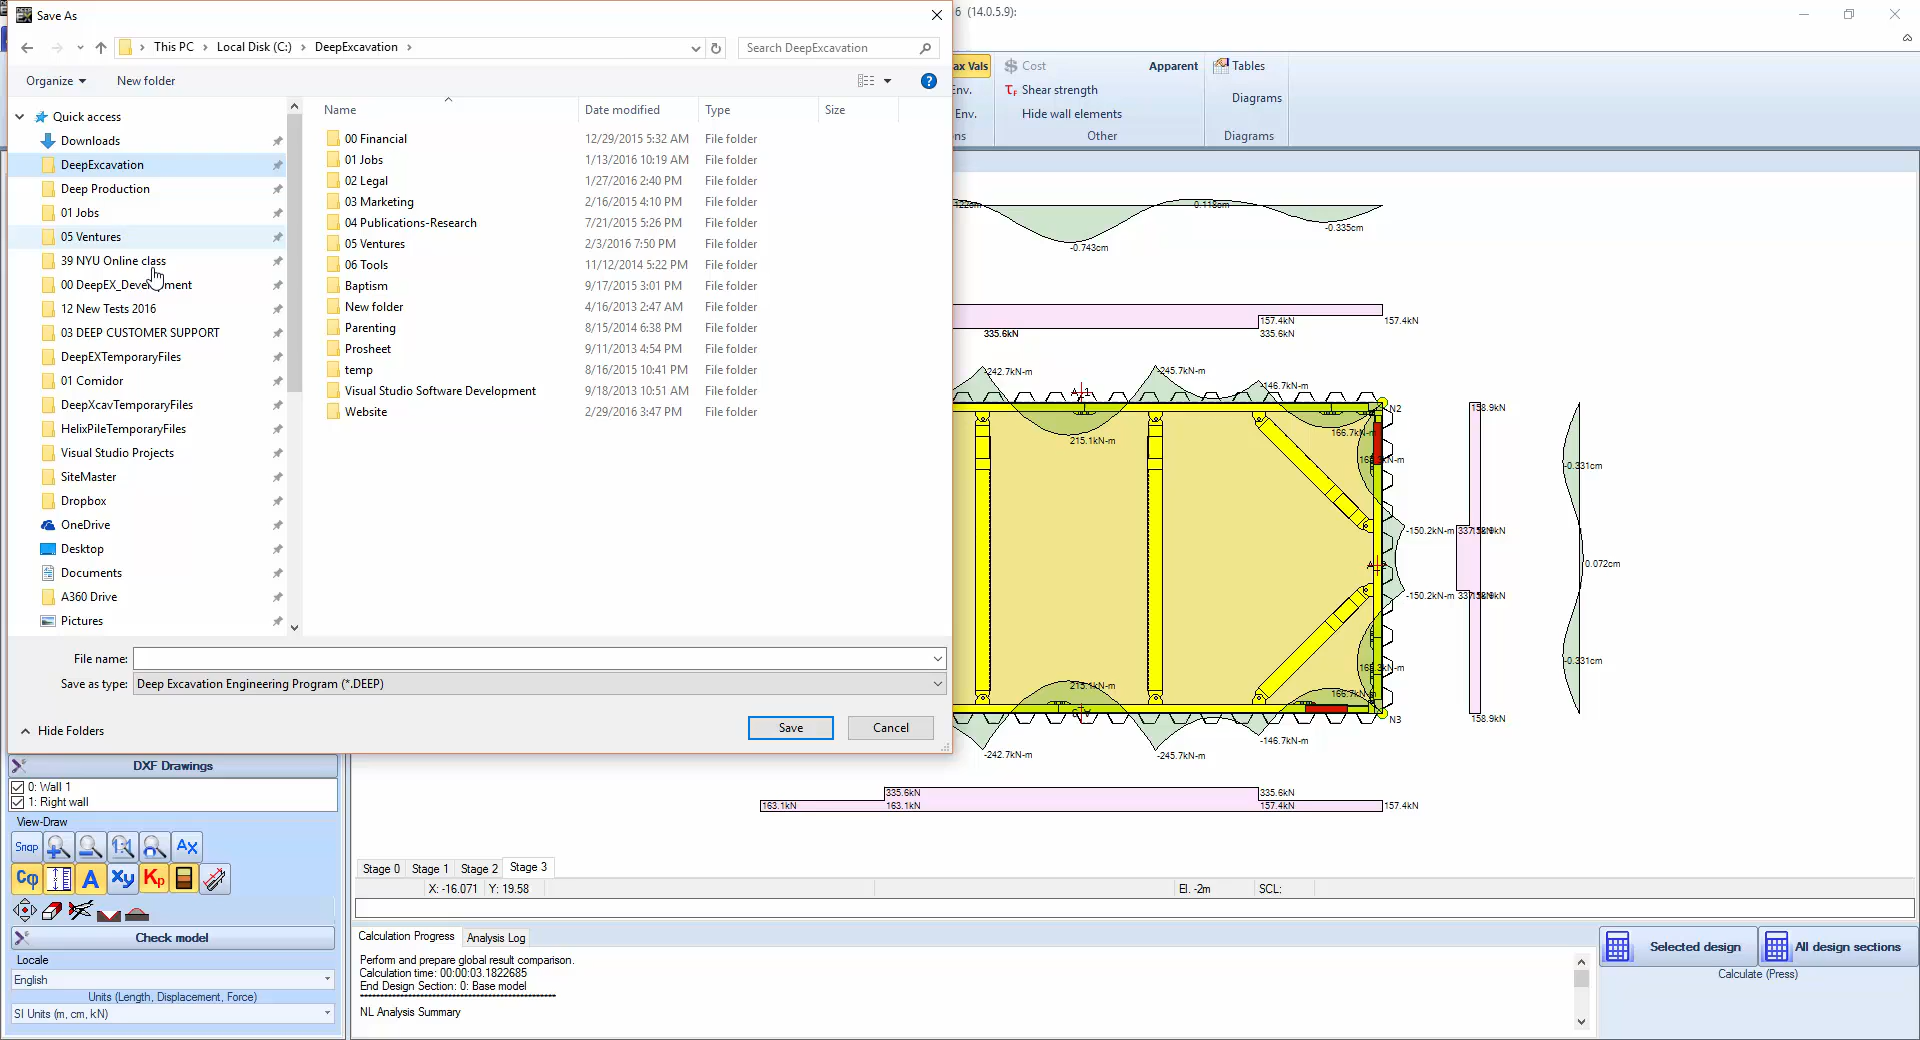 Save As
6 (14.0.5.9):
This PC
Local Disk (C:)
DeepExcavation
Search DeepExcavation
Organize
New folder
ax Vals
Env.
Env.
ns
Cost
Shear strength
Hide wall elements
Other
Apparent
Tables
Diagrams
Diagrams
Quick access
Downloads
DeepExcavation
Deep Production
01 Jobs
05 Ventures
39 NYU Online class
12 New Tests 2016
03 DEEP CUSTOMER SUPPORT
DeepEXTemporaryFiles
01 Comidor
DeepXcavTemporaryFiles
HelixPileTemporaryFiles
Visual Studio Projects
SiteMaster
Dropbox
OneDrive
Desktop
Documents
A360 Drive
Pictures
Name Date modified Type Size
00 Financial 12/29/2015 5:32 AM File folder
01 Jobs 1/13/2016 10:19 AM File folder
02 Legal 1/27/2016 2:40 PM File folder
03 Marketing 2/16/2015 4:10 PM File folder
04 Publications-Research 7/21/2015 5:26 PM File folder
05 Ventures 2/3/2016 7:50 PM File folder
06 Tools 11/12/2014 5:22 PM File folder
Baptism 9/17/2015 3:01 PM File folder
New folder 4/16/2013 2:47 AM File folder
Parenting 8/15/2014 6:38 PM File folder
Prosheet 9/11/2013 4:54 PM File folder
temp 8/16/2015 10:41 PM File folder
Visual Studio Software Development 9/18/2013 10:51 AM File folder
Website 2/29/2016 3:47 PM File folder
File name:
Save as type: Deep Excavation Engineering Program (*.DEEP)
Hide Folders
Save
Cancel
0.118cm
-0.335cm
-0.743cm
157.4kN
157.4kN
335.6kN
335.6kN
-242.7kN-m
-245.7kN-m
-146.7kN-m
N2
158.9kN
215.1kN-m
-0.331cm
-150.2kN-m
0.072cm
-150.2kN-m
-0.331cm
215.1kN-m
N3
158.9kN
-242.7kN-m
-245.7kN-m
-146.7kN-m
335.6kN
335.6kN
163.1kN
163.1kN
157.4kN
157.4kN
DXF Drawings
0: Wall 1
1: Right wall
View-Draw
Snap
1:1
Ax
Cφ
A
Xy
Kp
Check model
Locale
English
Units (Length, Displacement, Force)
SI Units (m, cm, kN)
Stage 0 Stage 1 Stage 2 Stage 3
X: -16.071 Y: 19.58
El. -2m
SCL:
Calculation Progress
Analysis Log
Perform and prepare global result comparison.
Calculation time: 00:00:03.1822685
End Design Section: 0: Base model
NL Analysis Summary
Selected design
All design sections
Calculate (Press)